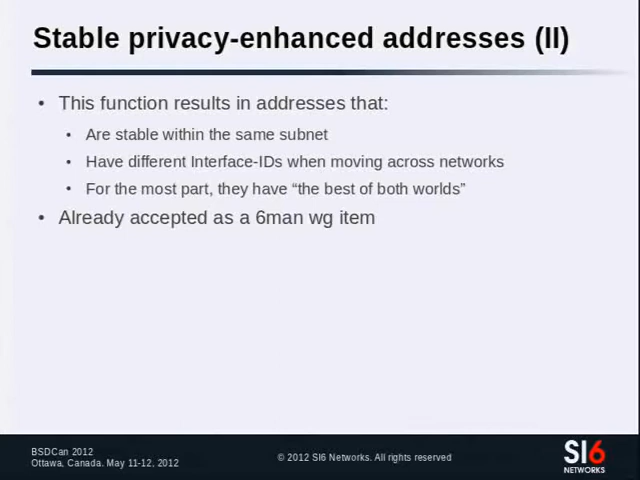 Stable privacy-enhanced addresses (II)
• This function results in addresses that:
• Are stable within the same subnet
• Have different Interface-IDs when moving across networks
• For the most part, they have “the best of both worlds”
• Already accepted as a 6man wg item
BSDCan 2012
Ottawa, Canada. May 11-12, 2012
© 2012 SI6 Networks. All rights reserved
SI6
NETWORKS